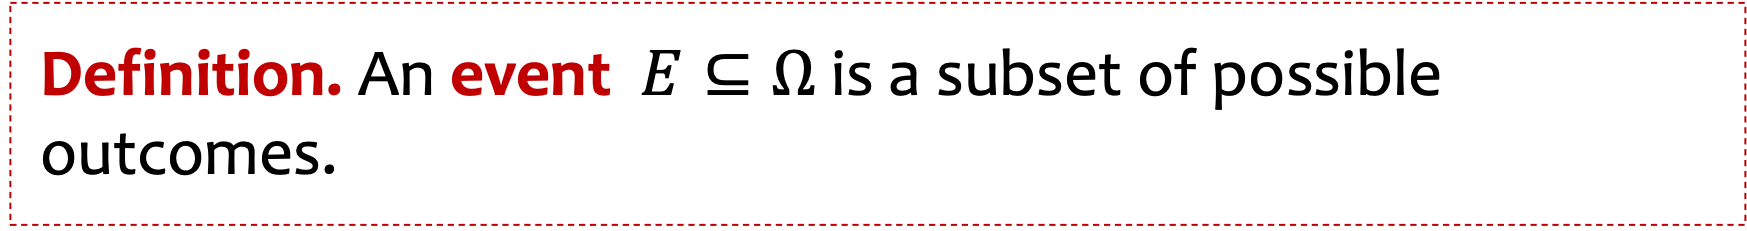 Definition. An event E ⊆ Ω is a subset of possible
outcomes.